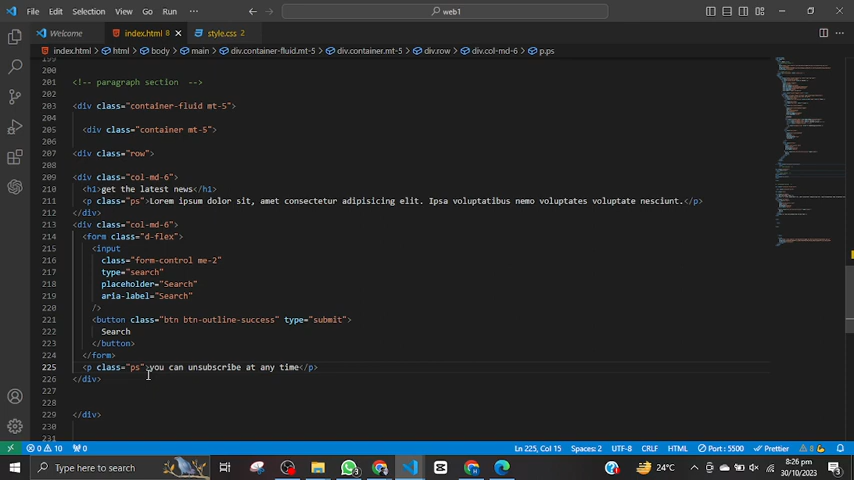 File Edit Selection View Go Run ··· web1
Welcome index.html 8 style.css 2
index.html > html > body > main > div.container-fluid.mt-5 > div.container.mt-5 > div.row > div.col-md-6 > p.ps
199
200
201 <!-- paragraph section -->
202
203 <div class="container-fluid mt-5">
204
205 <div class="container mt-5">
206
207 <div class="row">
208
209 <div class="col-md-6">
210 <h1>get the latest news</h1>
211 <p class="ps">Lorem ipsum dolor sit, amet consectetur adipisicing elit. Ipsa voluptatibus nemo voluptates voluptate nesciunt.</p>
212 </div>
213 <div class="col-md-6">
214 <form class="d-flex">
215 <input
216 class="form-control me-2"
217 type="search"
218 placeholder="Search"
219 aria-label="Search"
220 />
221 <button class="btn btn-outline-success" type="submit">
222 Search
223 </button>
224 </form>
225 <p class="ps">you can unsubscribe at any time</p>
226 </div>
227
228
229 </div>
230
231
0 10 0 Ln 225, Col 15 Spaces: 2 UTF-8 CRLF HTML Port : 5500 Prettier 8
Type here to search 3 24°C 8:26 pm
30/10/2023